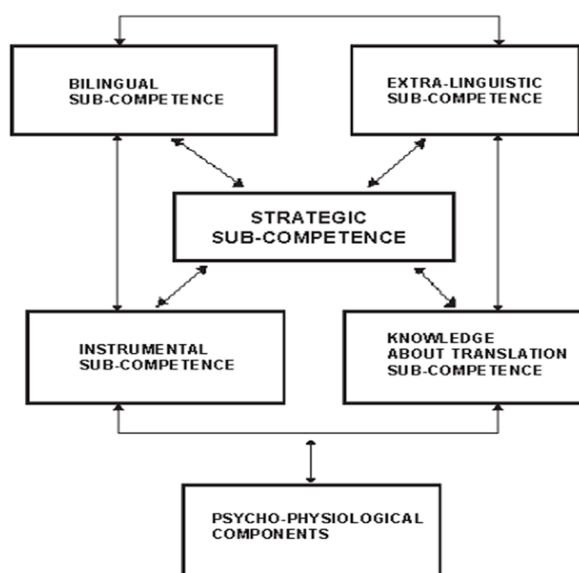 BILINGUAL
SUB-COMPETENCE
EXTRA-LINGUISTIC
SUB-COMPETENCE
STRATEGIC
SUB-COMPETENCE
INSTRUMENTAL
SUB-COMPETENCE
KNOWLEDGE
ABOUT TRANSLATION
SUB-COMPETENCE
PSYCHO-PHYSIOLOGICAL
COMPONENTS